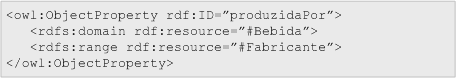 <owl:ObjectProperty rdf:ID=”produzidaPor”>
<rdfs:domain rdf:resource=”#Bebida”>
<rdfs:range rdf:resource=”#Fabricante”>
</owl:ObjectProperty>